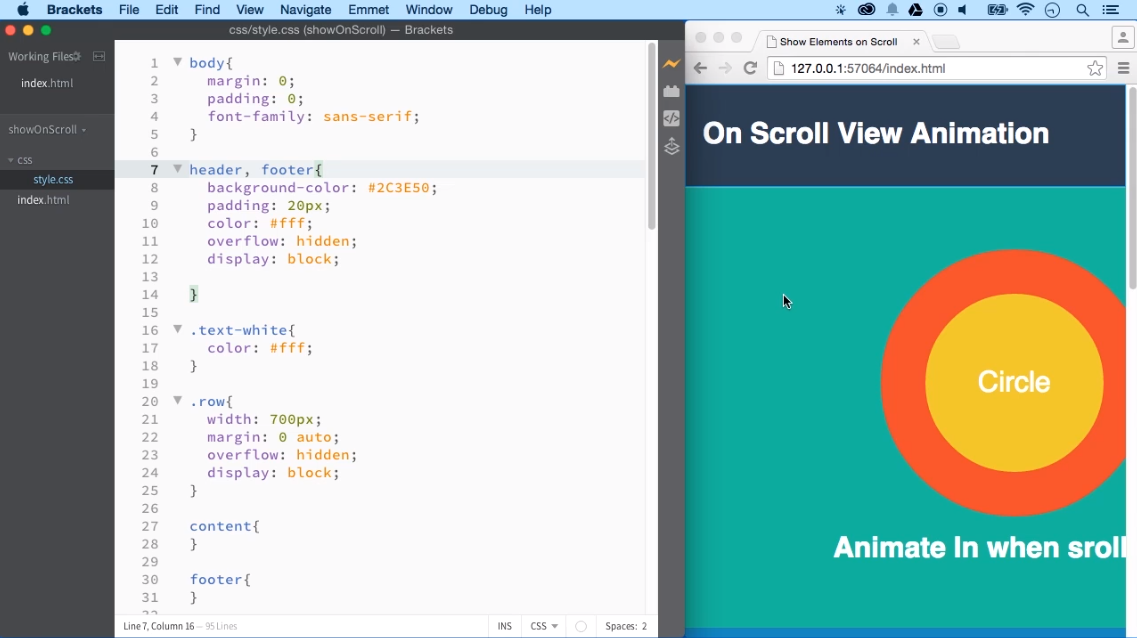 Brackets File Edit Find View Navigate Emmet Window Debug Help
css/style.css (showOnScroll) — Brackets
Working Files
index.html
showOnScroll
css
style.css
index.html
1 body{
2 margin: 0;
3 padding: 0;
4 font-family: sans-serif;
5 }
6
7 header, footer{
8 background-color: #2C3E50;
9 padding: 20px;
10 color: #fff;
11 overflow: hidden;
12 display: block;
13
14 }
15
16 .text-white{
17 color: #fff;
18 }
19
20 .row{
21 width: 700px;
22 margin: 0 auto;
23 overflow: hidden;
24 display: block;
25 }
26
27 content{
28 }
29
30 footer{
31 }
Line 7, Column 16 — 95 Lines
INS CSS Spaces: 2
Show Elements on Scroll
127.0.0.1:57064/index.html
On Scroll View Animation
Circle
Animate In when sroll